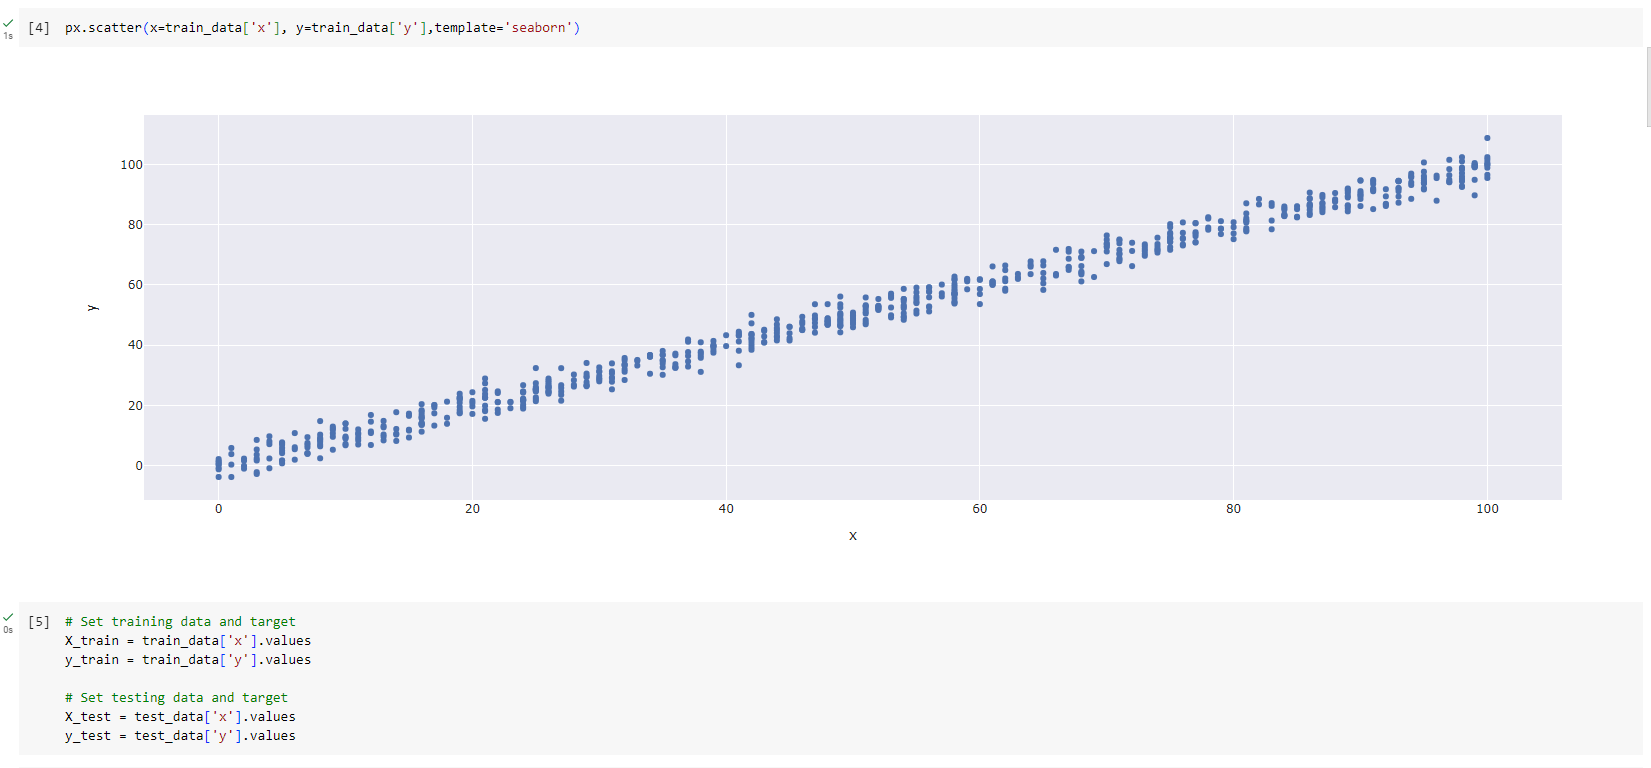 [4] px.scatter(x=train_data['x'], y=train_data['y'],template='seaborn')
1s
100
80
60
40
20
0
y
0 20 40 60 80 100
x
[5] # Set training data and target
0s
X_train = train_data['x'].values
y_train = train_data['y'].values
# Set testing data and target
X_test = test_data['x'].values
y_test = test_data['y'].values